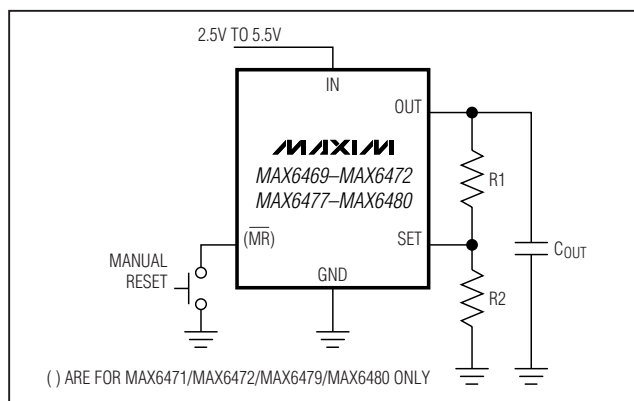 2.5V TO 5.5V
IN
OUT
MAXIM
MAX6469–MAX6472
MAX6477–MAX6480
R1
(MR)
SET
COUT
MANUAL
RESET
GND
R2
( ) ARE FOR MAX6471/MAX6472/MAX6479/MAX6480 ONLY